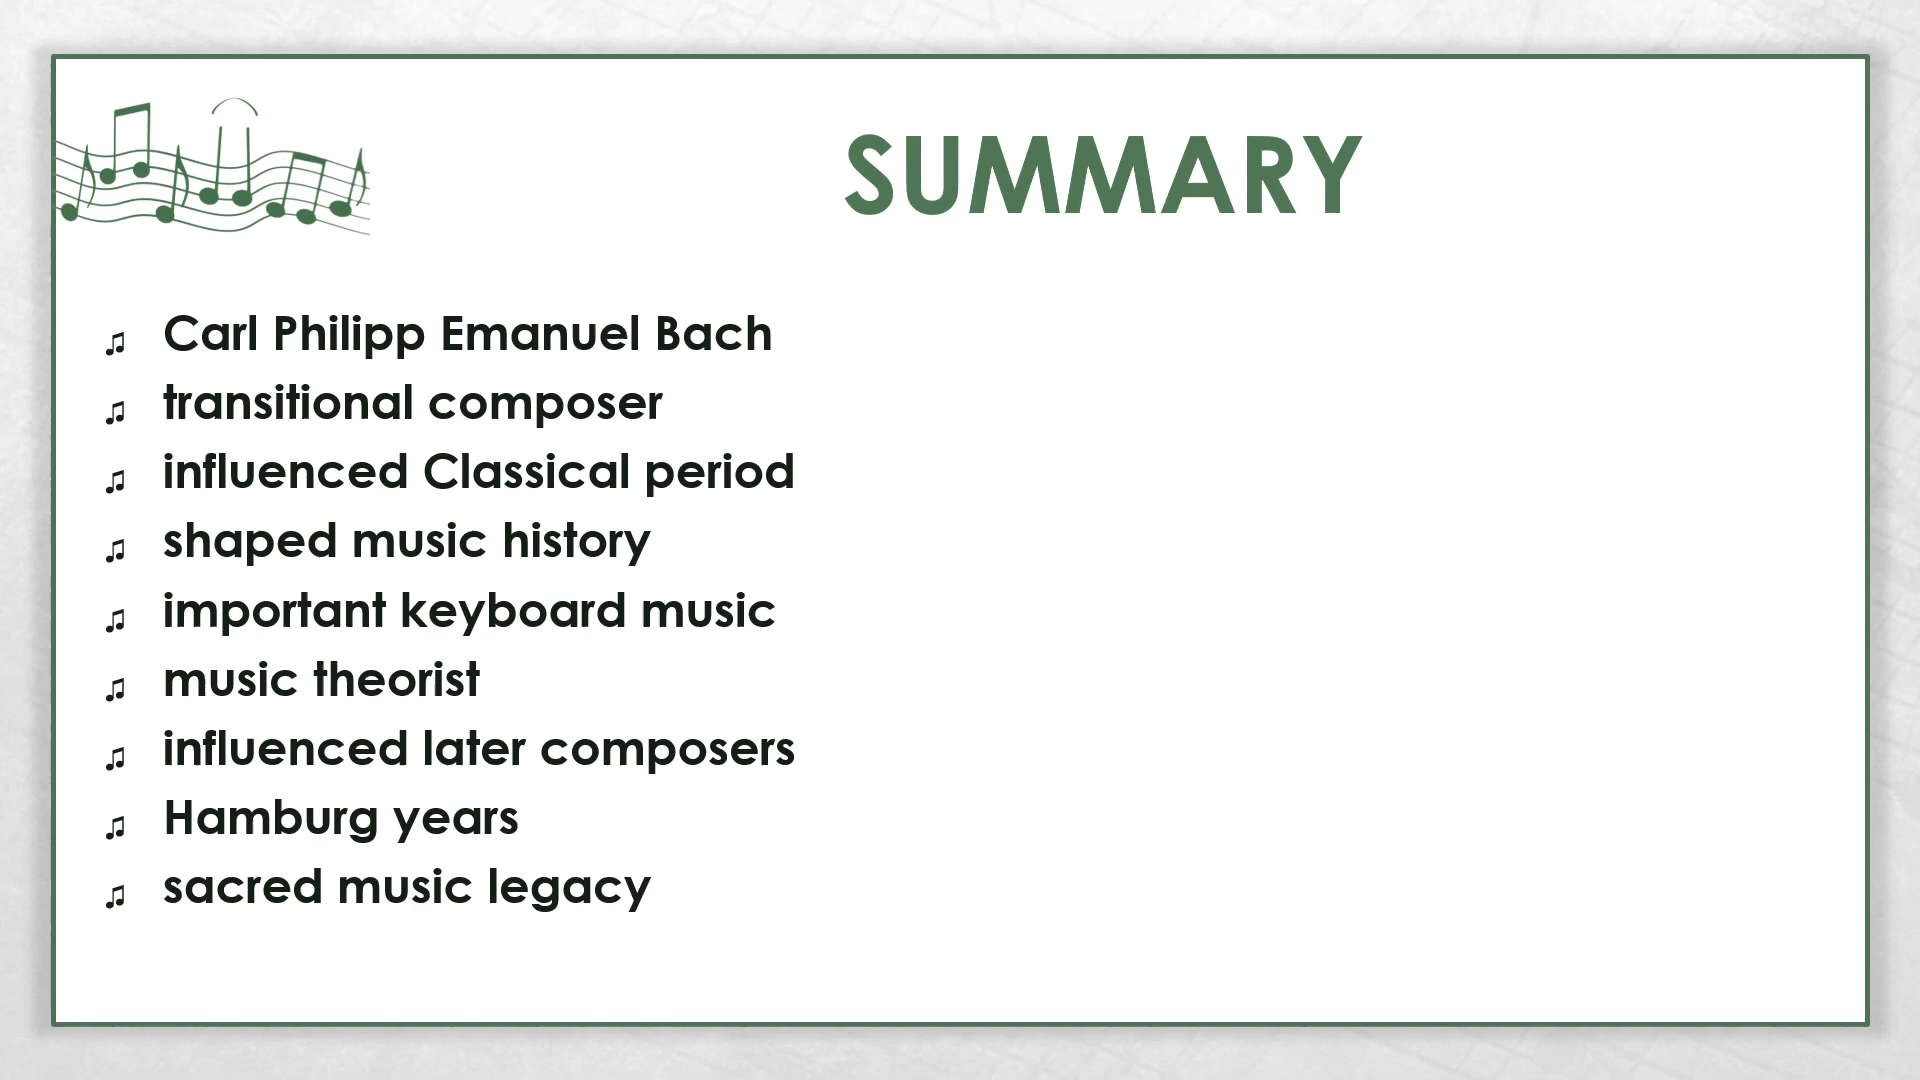 SUMMARY
♫ Carl Philipp Emanuel Bach
♫ transitional composer
♫ influenced Classical period
♫ shaped music history
♫ important keyboard music
♫ music theorist
♫ influenced later composers
♫ Hamburg years
♫ sacred music legacy